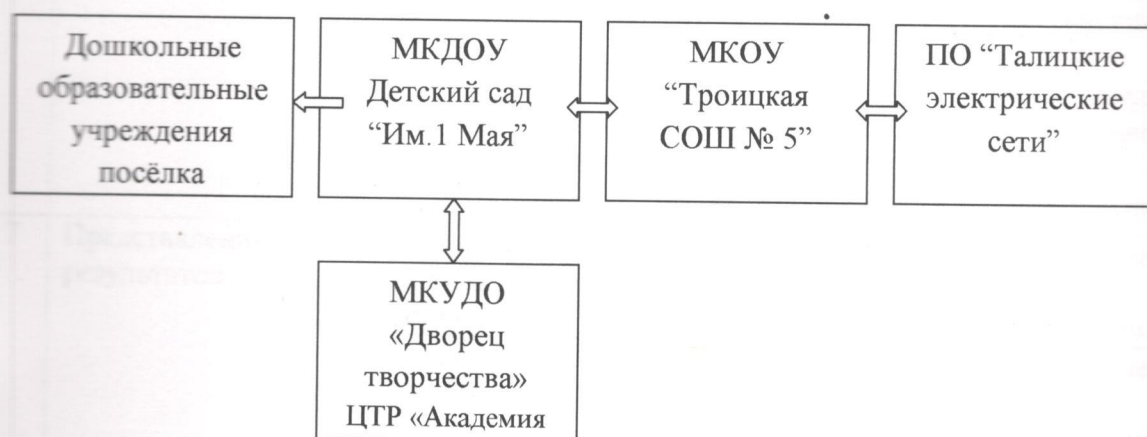 Дошкольные
образовательные
учреждения
посёлка
МКДОУ
Детский сад
“Им.1 Мая”
МКОУ
“Троицкая
СОШ № 5”
ПО “Талицкие
электрические
сети”
МКУДО
«Дворец
творчества»
ЦТР «Академия